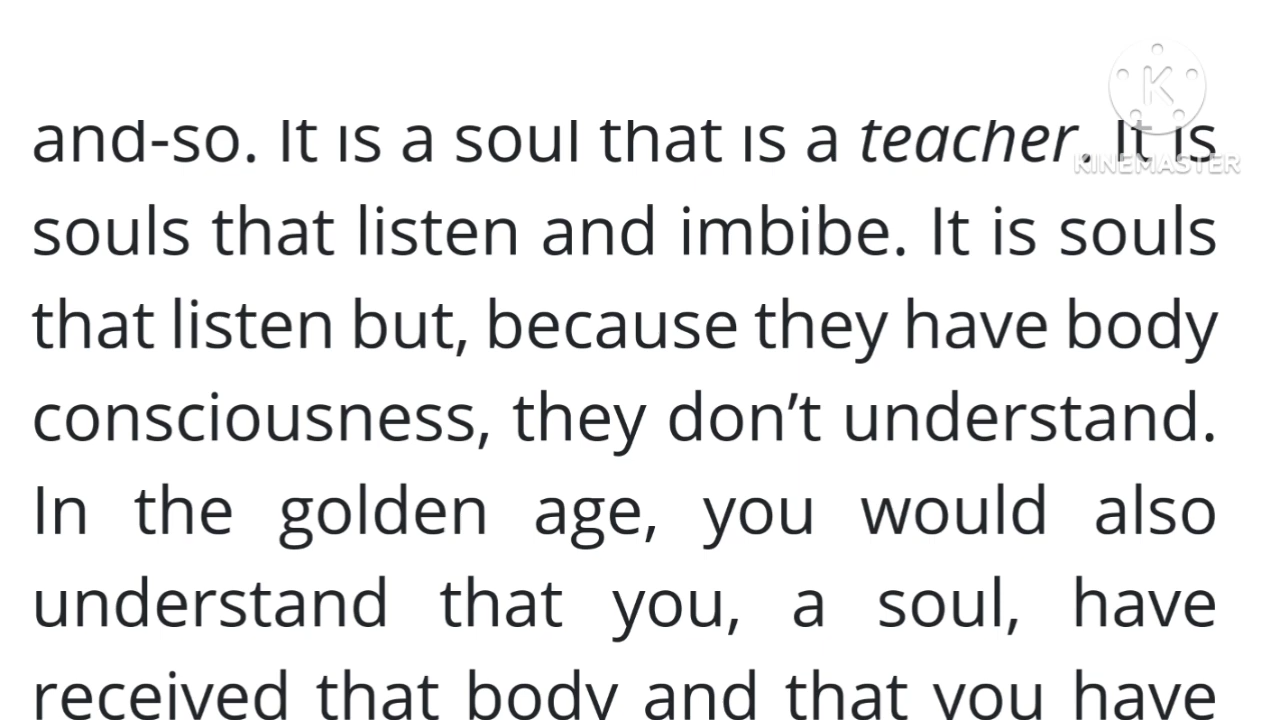 and-so. It is a soul that is a teacher. It is
KINEMASTER
souls that listen and imbibe. It is souls
that listen but, because they have body
consciousness, they don’t understand.
In the golden age, you would also
understand that you, a soul, have
received that body and that you have